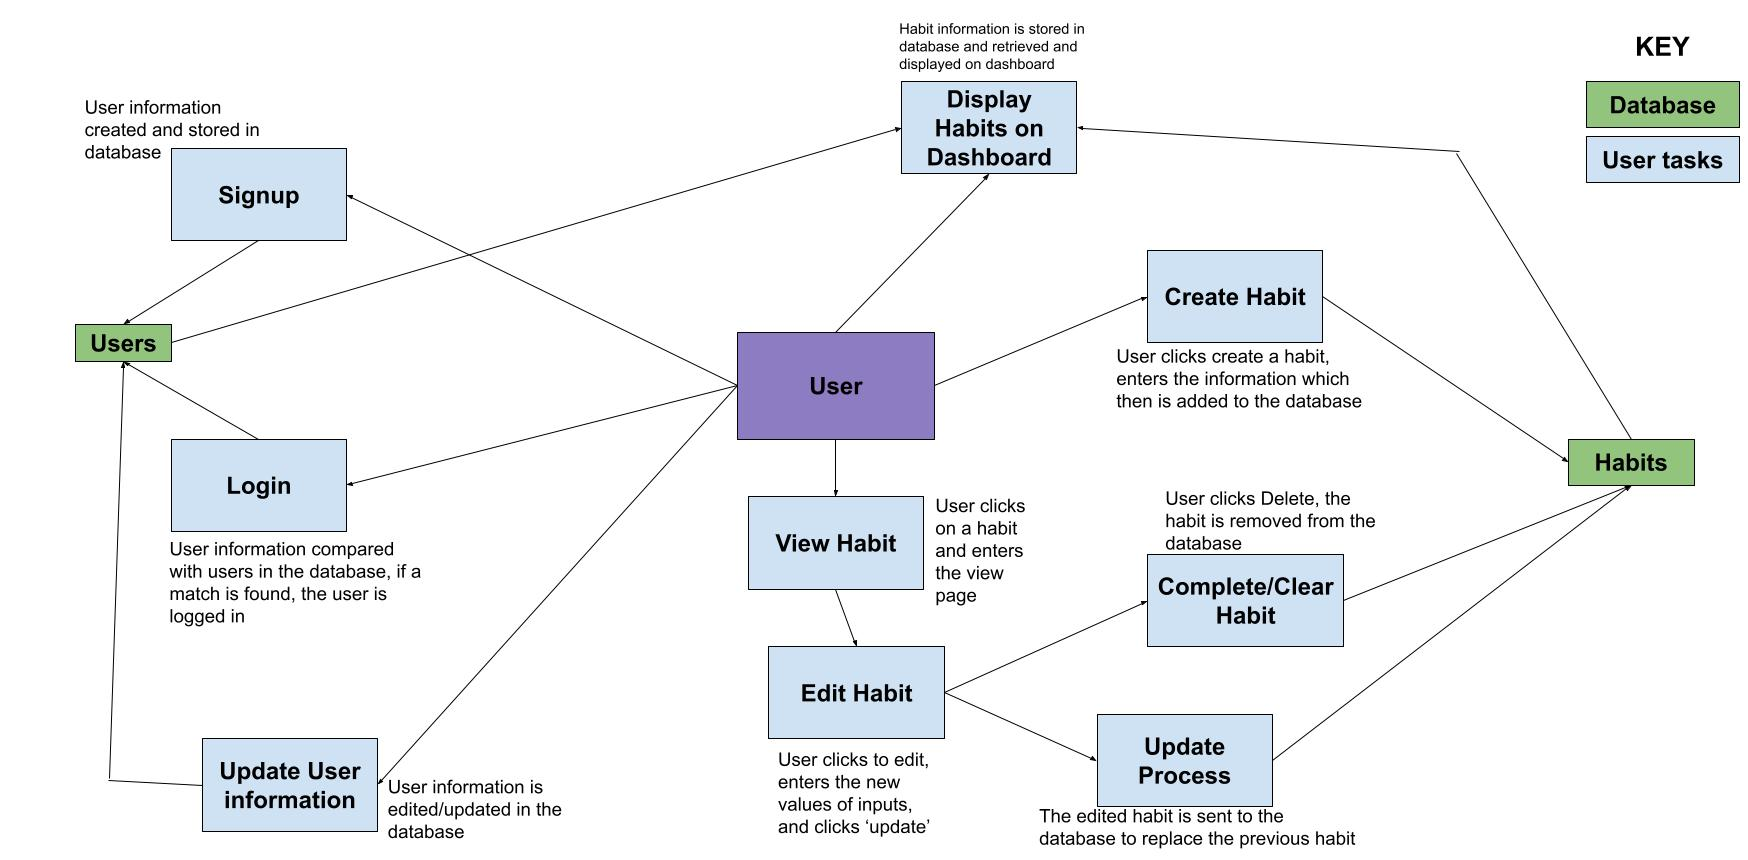 Habit information is stored in
database and retrieved and
displayed on dashboard
Display
Habits on
Dashboard
KEY
Database
User tasks
User information
created and stored in
database
Signup
Users
Login
User information compared
with users in the database, if a
match is found, the user is
logged in
Update User
information
User information is
edited/updated in the
database
User
View Habit
User clicks
on a habit
and enters
the view
page
Edit Habit
User clicks to edit,
enters the new
values of inputs,
and clicks ‘update’
Create Habit
User clicks create a habit,
enters the information which
then is added to the database
Habits
User clicks Delete, the
habit is removed from the
database
Complete/Clear
Habit
Update
Process
The edited habit is sent to the
database to replace the previous habit